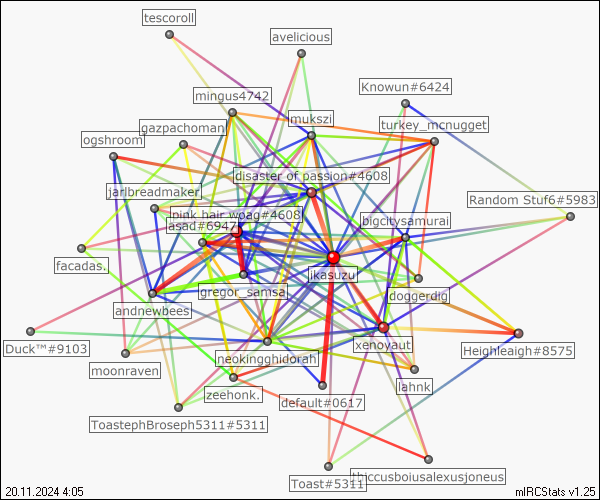 tescoroll
avelicious
Knowun#6424
mingus4742
mukszi
turkey_mcnugget
gazpachoman
ogshroom
disaster of passion#4608
jarlbreadmaker
Random Stuf6#5983
pink hair woag#4608
bigcitysamurai
asad#6947
facadas.
jikasuzu
gregor_samsa
doggerdig
andnewbees
Duck™#9103
xenoyaut
Heighleaigh#8575
neokingghidorah
moonraven
lahnk
zeehonk.
default#0617
ToastephBroseph5311#5311
Toast#5311
thiccusboiusalexusjoneus
20.11.2024 4:05
mIRCStats v1.25